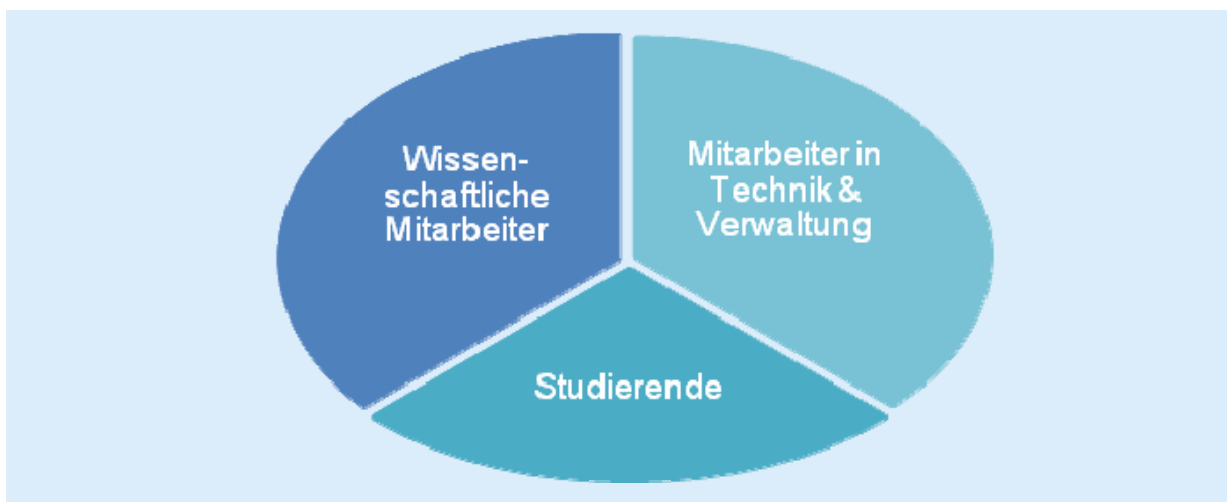 Wissen-
schaftliche
Mitarbeiter
Mitarbeiter in
Technik &
Verwaltung
Studierende